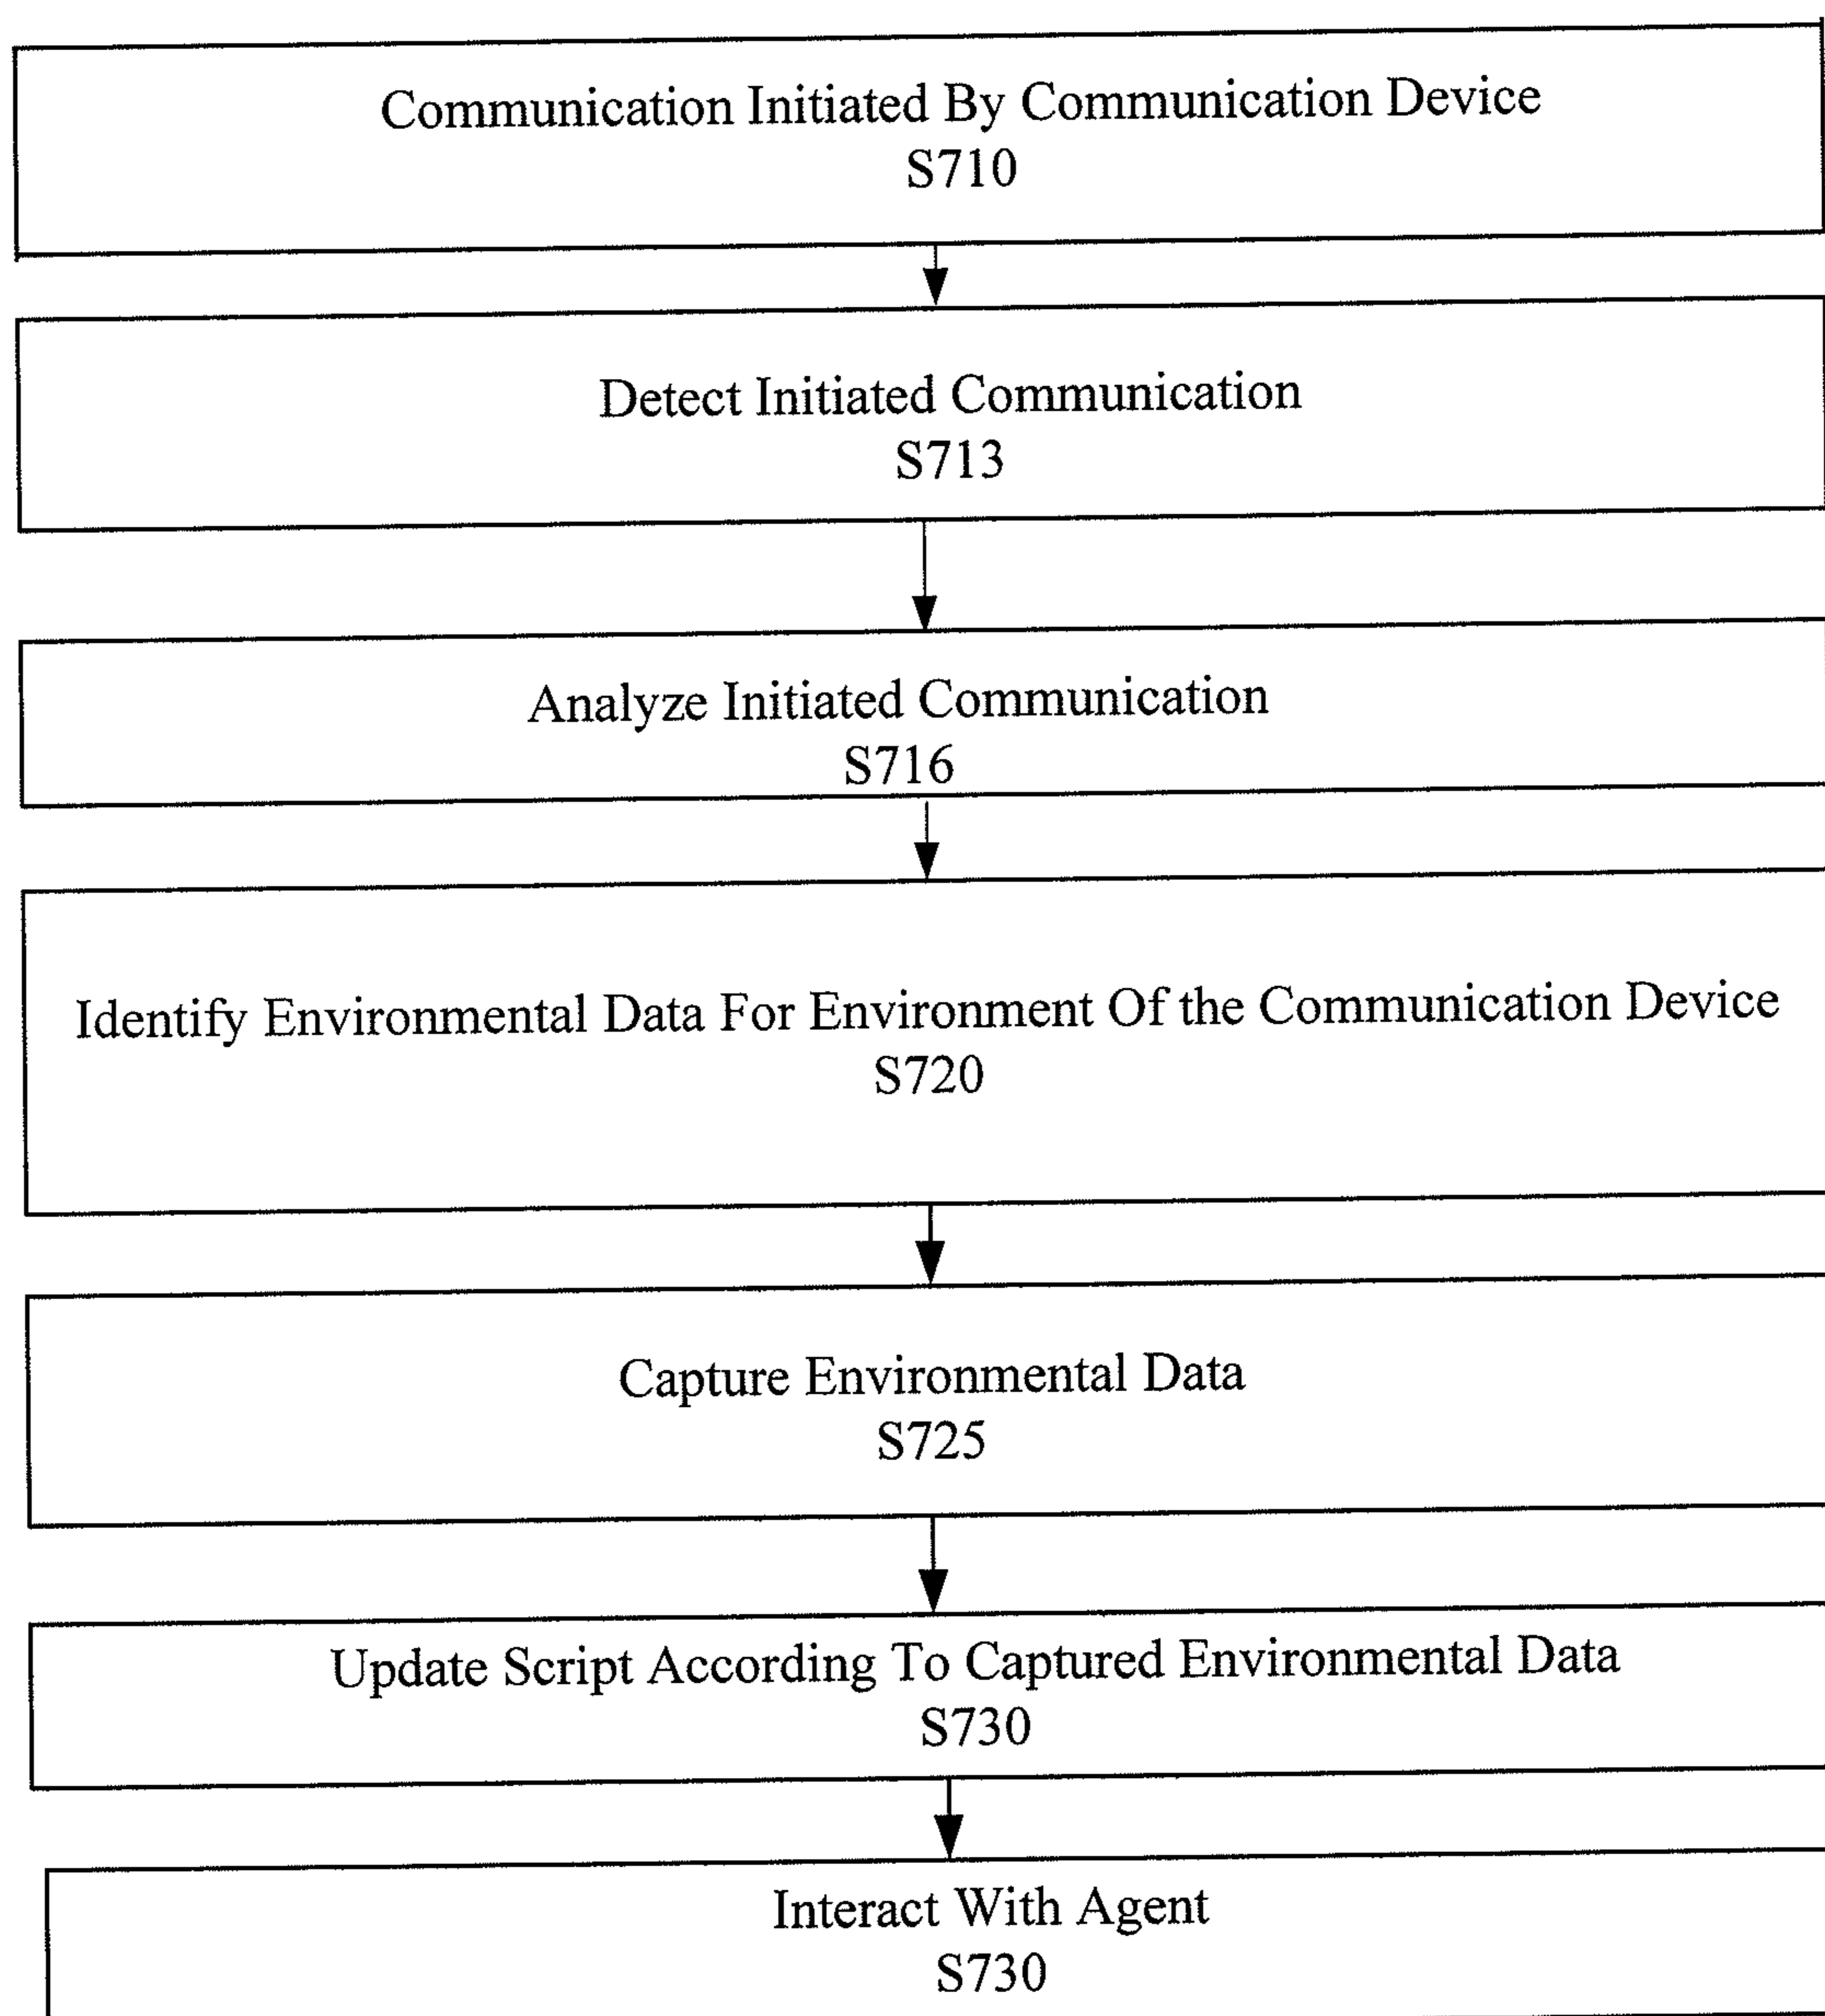 Communication Initiated By Communication Device
S710
Detect Initiated Communication
S713
Analyze Initiated Communication
S716
Identify Environmental Data For Environment Of the Communication Device
S720
Capture Environmental Data
S725
Update Script According To Captured Environmental Data
S730
Interact With Agent
S730